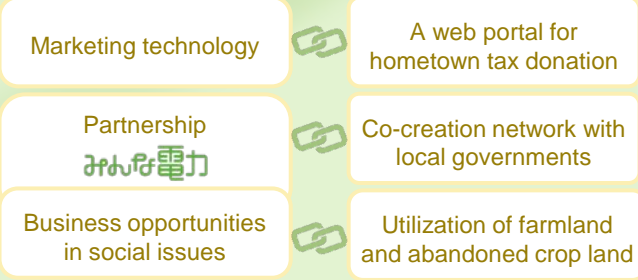 Marketing technology
A web portal for
hometown tax donation
Partnership
みんな電力
Co-creation network with
local governments
Business opportunities
in social issues
Utilization of farmland
and abandoned crop land